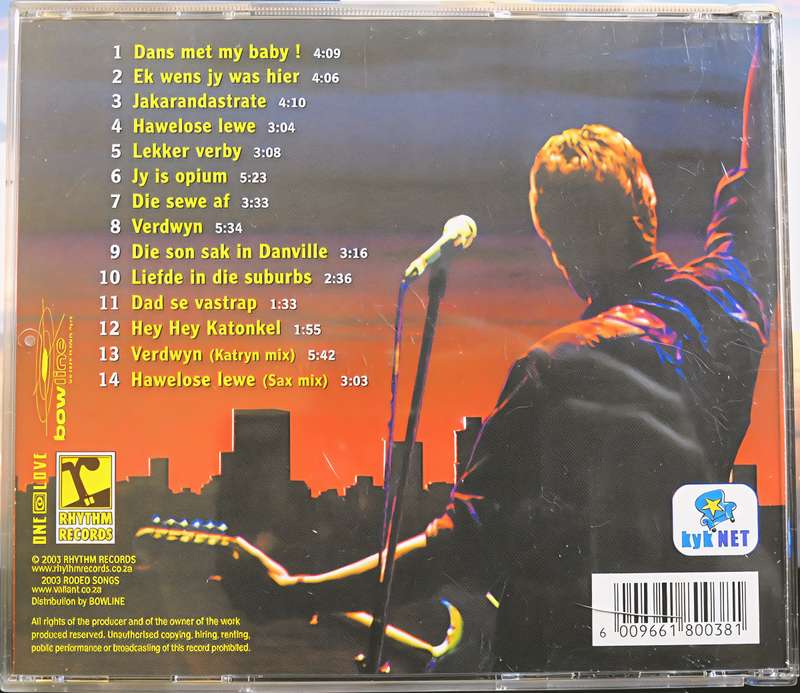 1 Dans met my baby ! 4:09
2 Ek wens jy was hier 4:06
3 Jakarandastrate 4:10
4 Hawelose lewe 3:04
5 Lekker verby 3:08
6 Jy is opium 5:23
7 Die sewe af 3:33
8 Verdwyn 5:34
9 Die son sak in Danville 3:16
10 Liefde in die suburbs 2:36
11 Dad se vastrap 1:33
12 Hey Hey Katonkel 1:55
13 Verdwyn (Katryn mix) 5:42
14 Hawelose lewe (Sax mix) 3:03
bowline
ONE LOVE
r
RHYTHM
RECORDS
© 2003 RHYTHM RECORDS
www.rhythmrecords.co.za
2003 RODEO SONGS
www.valiant.co.za
Distribution by BOWLINE
All rights of the producer and of the owner of the work
produced reserved. Unauthorised copying, hiring, renting,
public performance or broadcasting of this record prohibited.
kykNET
6 009661 800381